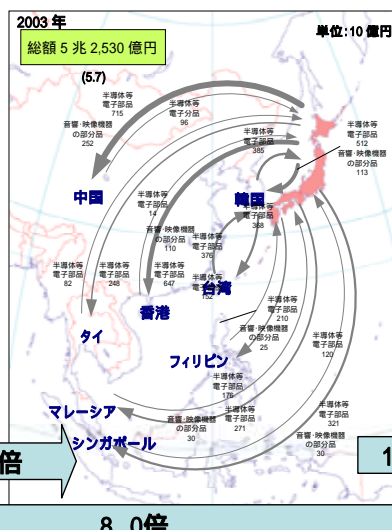 2003 年
単位：10 億円
総額 5 兆 2,530 億円
(5.7)
半導体等
電子部品
715
音響・映像機器
の部分品
252
半導体等
電子分品
96
半導体等
電子部品
385
半導体等
電子部品
512
音響・映像機器
の部分品
113
中国
韓国
半導体等
電子部品
14
音響・映像機器
の部分品
110
半導体等
電子部品
376
半導体等
電子部品
368
半導体等
電子部品
82
半導体等
電子部品
248
半導体等
電子部品
647
半導体等
電子部品
152
台湾
香港
タイ
半導体等
電子部品
210
音響・映像機器
の部分品
25
半導体等
電子部品
120
フィリピン
半導体等
電子部品
176
マレーシア
シンガポール
音響・映像機器
の部分品
30
半導体等
電子部品
271
半導体等
電子部品
321
音響・映像機器
の部分品
30
倍
1
8．0倍